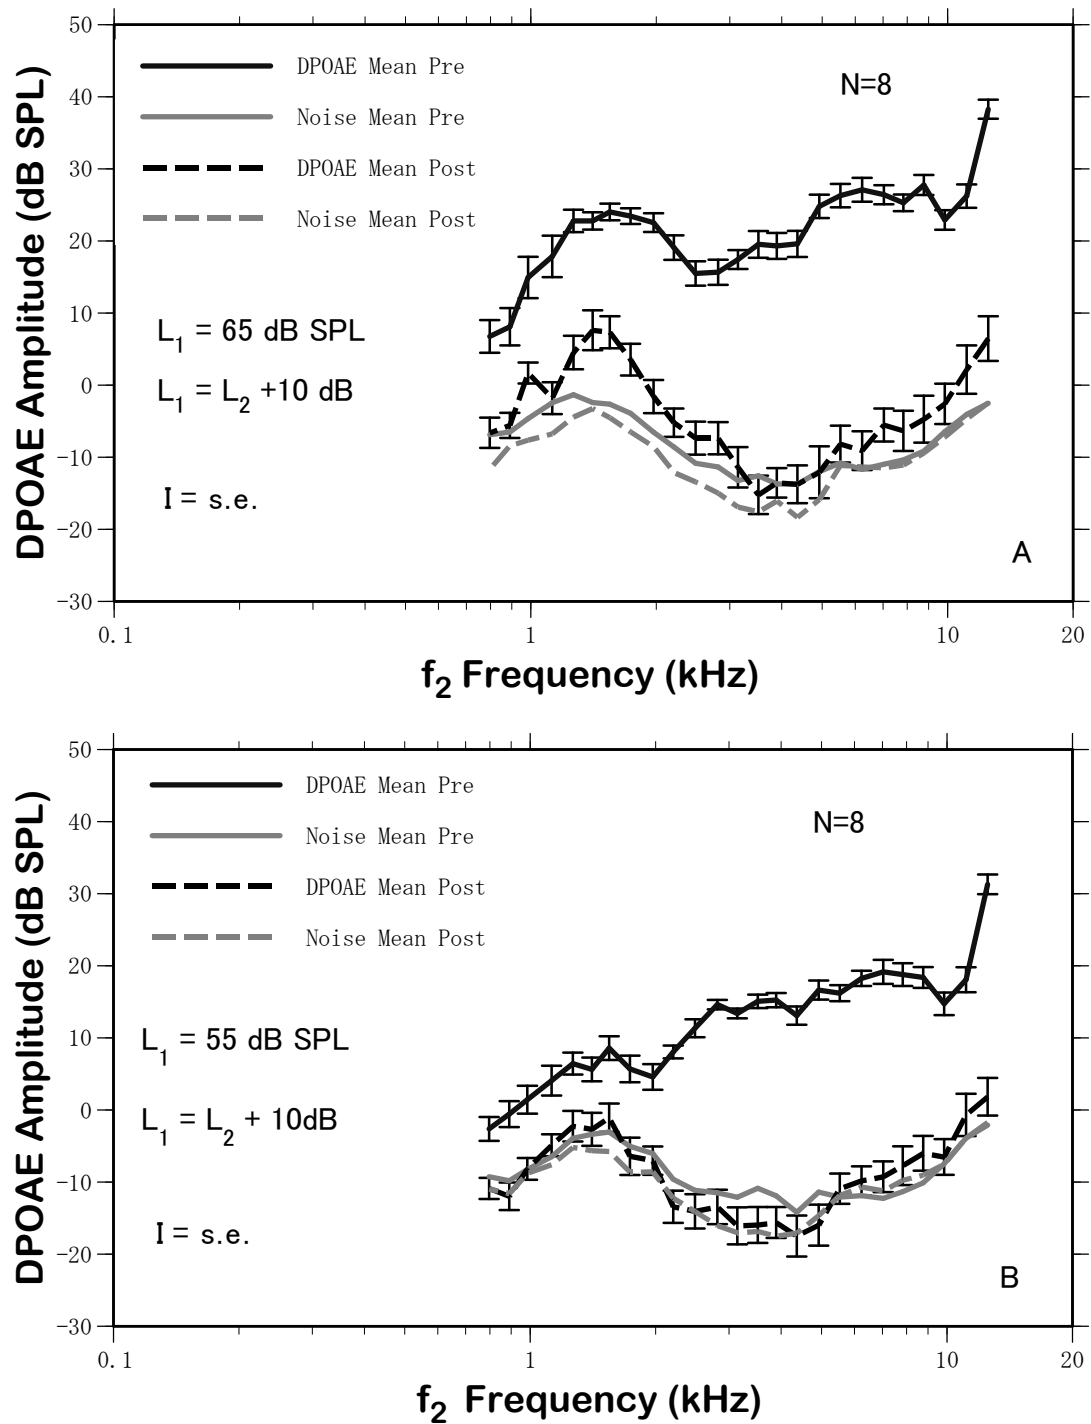 50
40
30
20
10
0
-10
-20
-30
DPOAE Amplitude (dB SPL)
DPOAE Mean Pre
Noise Mean Pre
DPOAE Mean Post
Noise Mean Post
N=8
L1 = 65 dB SPL
L1 = L2 +10 dB
I = s.e.
A
0.1 1 10 20
f2 Frequency (kHz)
50
40
30
20
10
0
-10
-20
-30
DPOAE Amplitude (dB SPL)
DPOAE Mean Pre
Noise Mean Pre
DPOAE Mean Post
Noise Mean Post
N=8
L1 = 55 dB SPL
L1 = L2 + 10dB
I = s.e.
B
0.1 1 10 20
f2 Frequency (kHz)